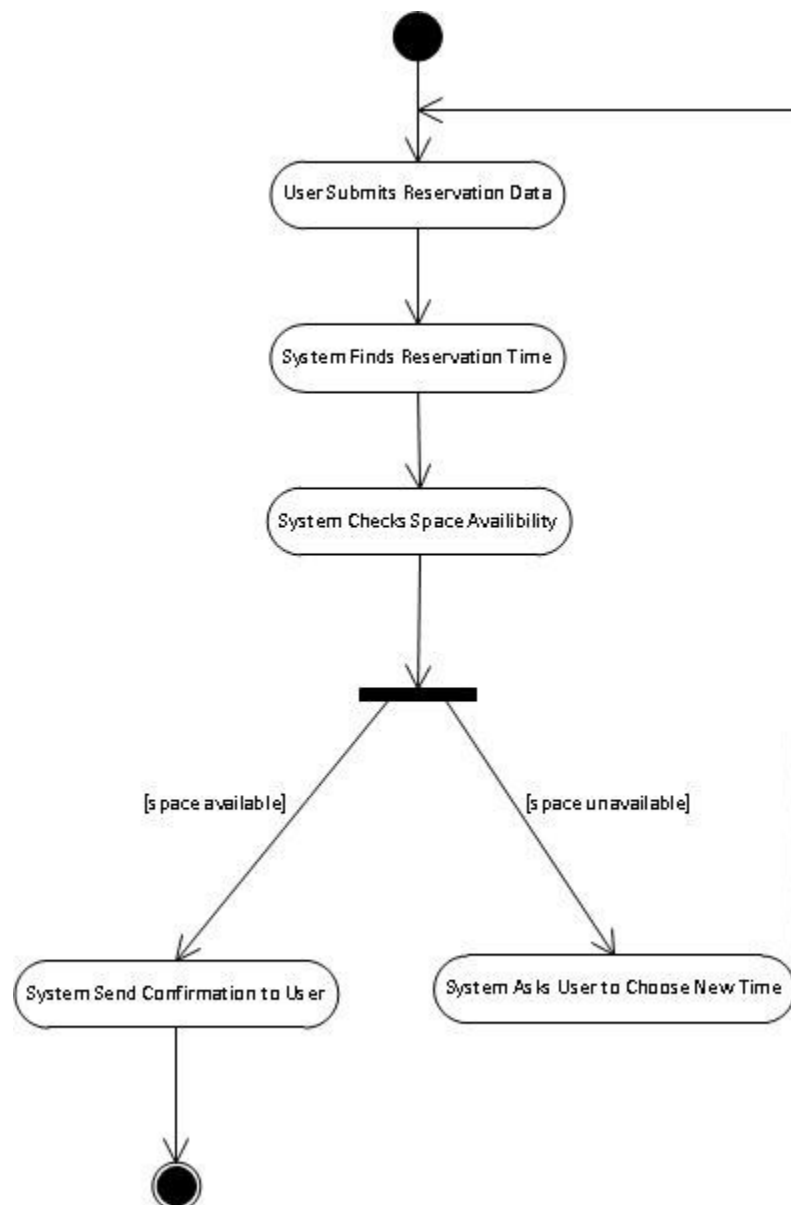 User Submits Reservation Data
System Finds Reservation Time
System Checks Space Availibility
[space available]
[space unavailable]
System Send Confirmation to User
System Asks User to Choose New Time